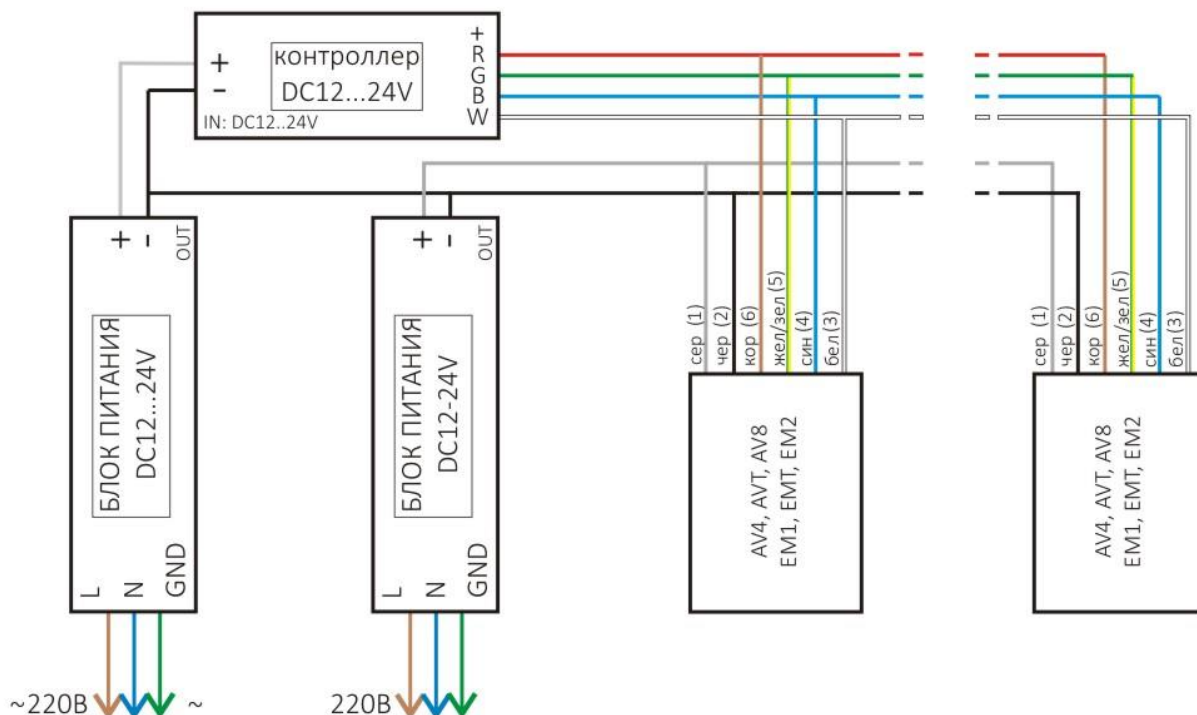 контроллер
DC12...24V
IN: DC12..24V
+
-
+
R
G
B
W
+
-
OUT
БЛОК ПИТАНИЯ
DC12...24V
L
N
GND
~220В
~
+
-
OUT
БЛОК ПИТАНИЯ
DC12-24V
L
N
GND
220В
сер (1)
чер (2)
кор (6)
жел/зел (5)
син (4)
бел(3)
AV4, AVT, AV8
EM1, EMT, EM2
сер (1)
чер (2)
кор (6)
жел/зел (5)
син (4)
бел(3)
AV4, AVT, AV8
EM1, EMT, EM2